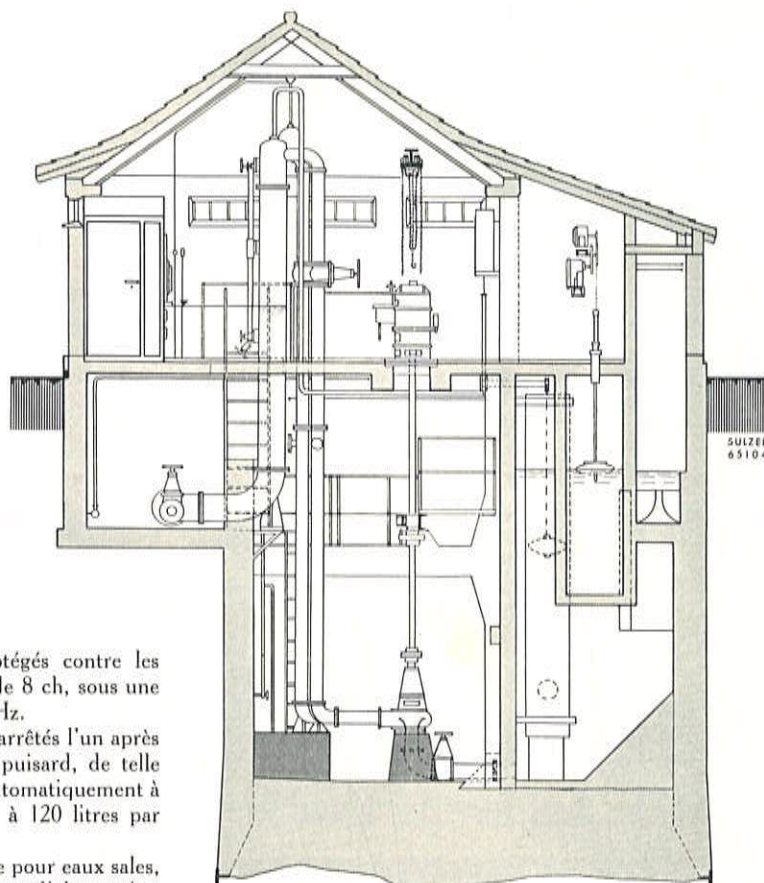 SULZER
65104
otégés contre les
de 8 ch, sous une
Hz.
arrêtés l'un après
puisard, de telle
tomatiquement à
à 120 litres par
e pour eaux sales,